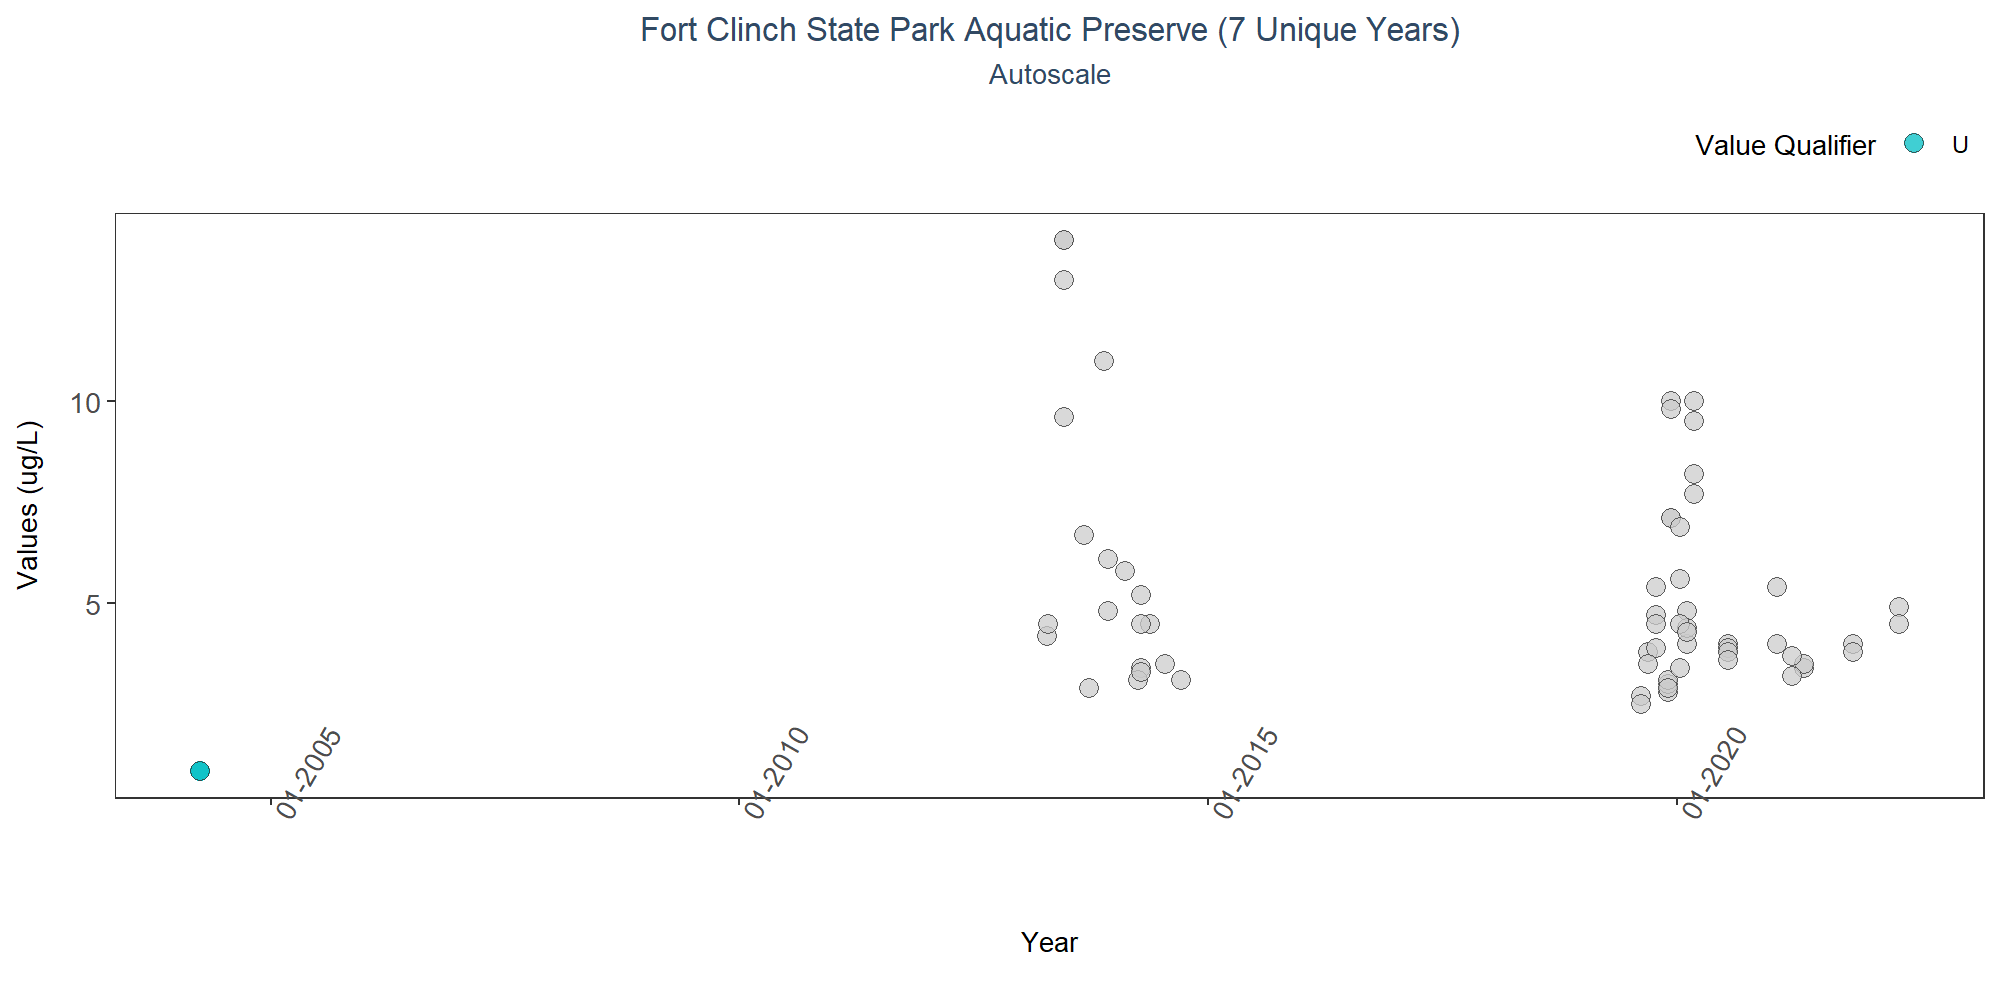 Fort Clinch State Park Aquatic Preserve (7 Unique Years)
Autoscale
Value Qualifier U
Values (ug/L)
10
5
01-2005 01-2010 01-2015 01-2020
Year